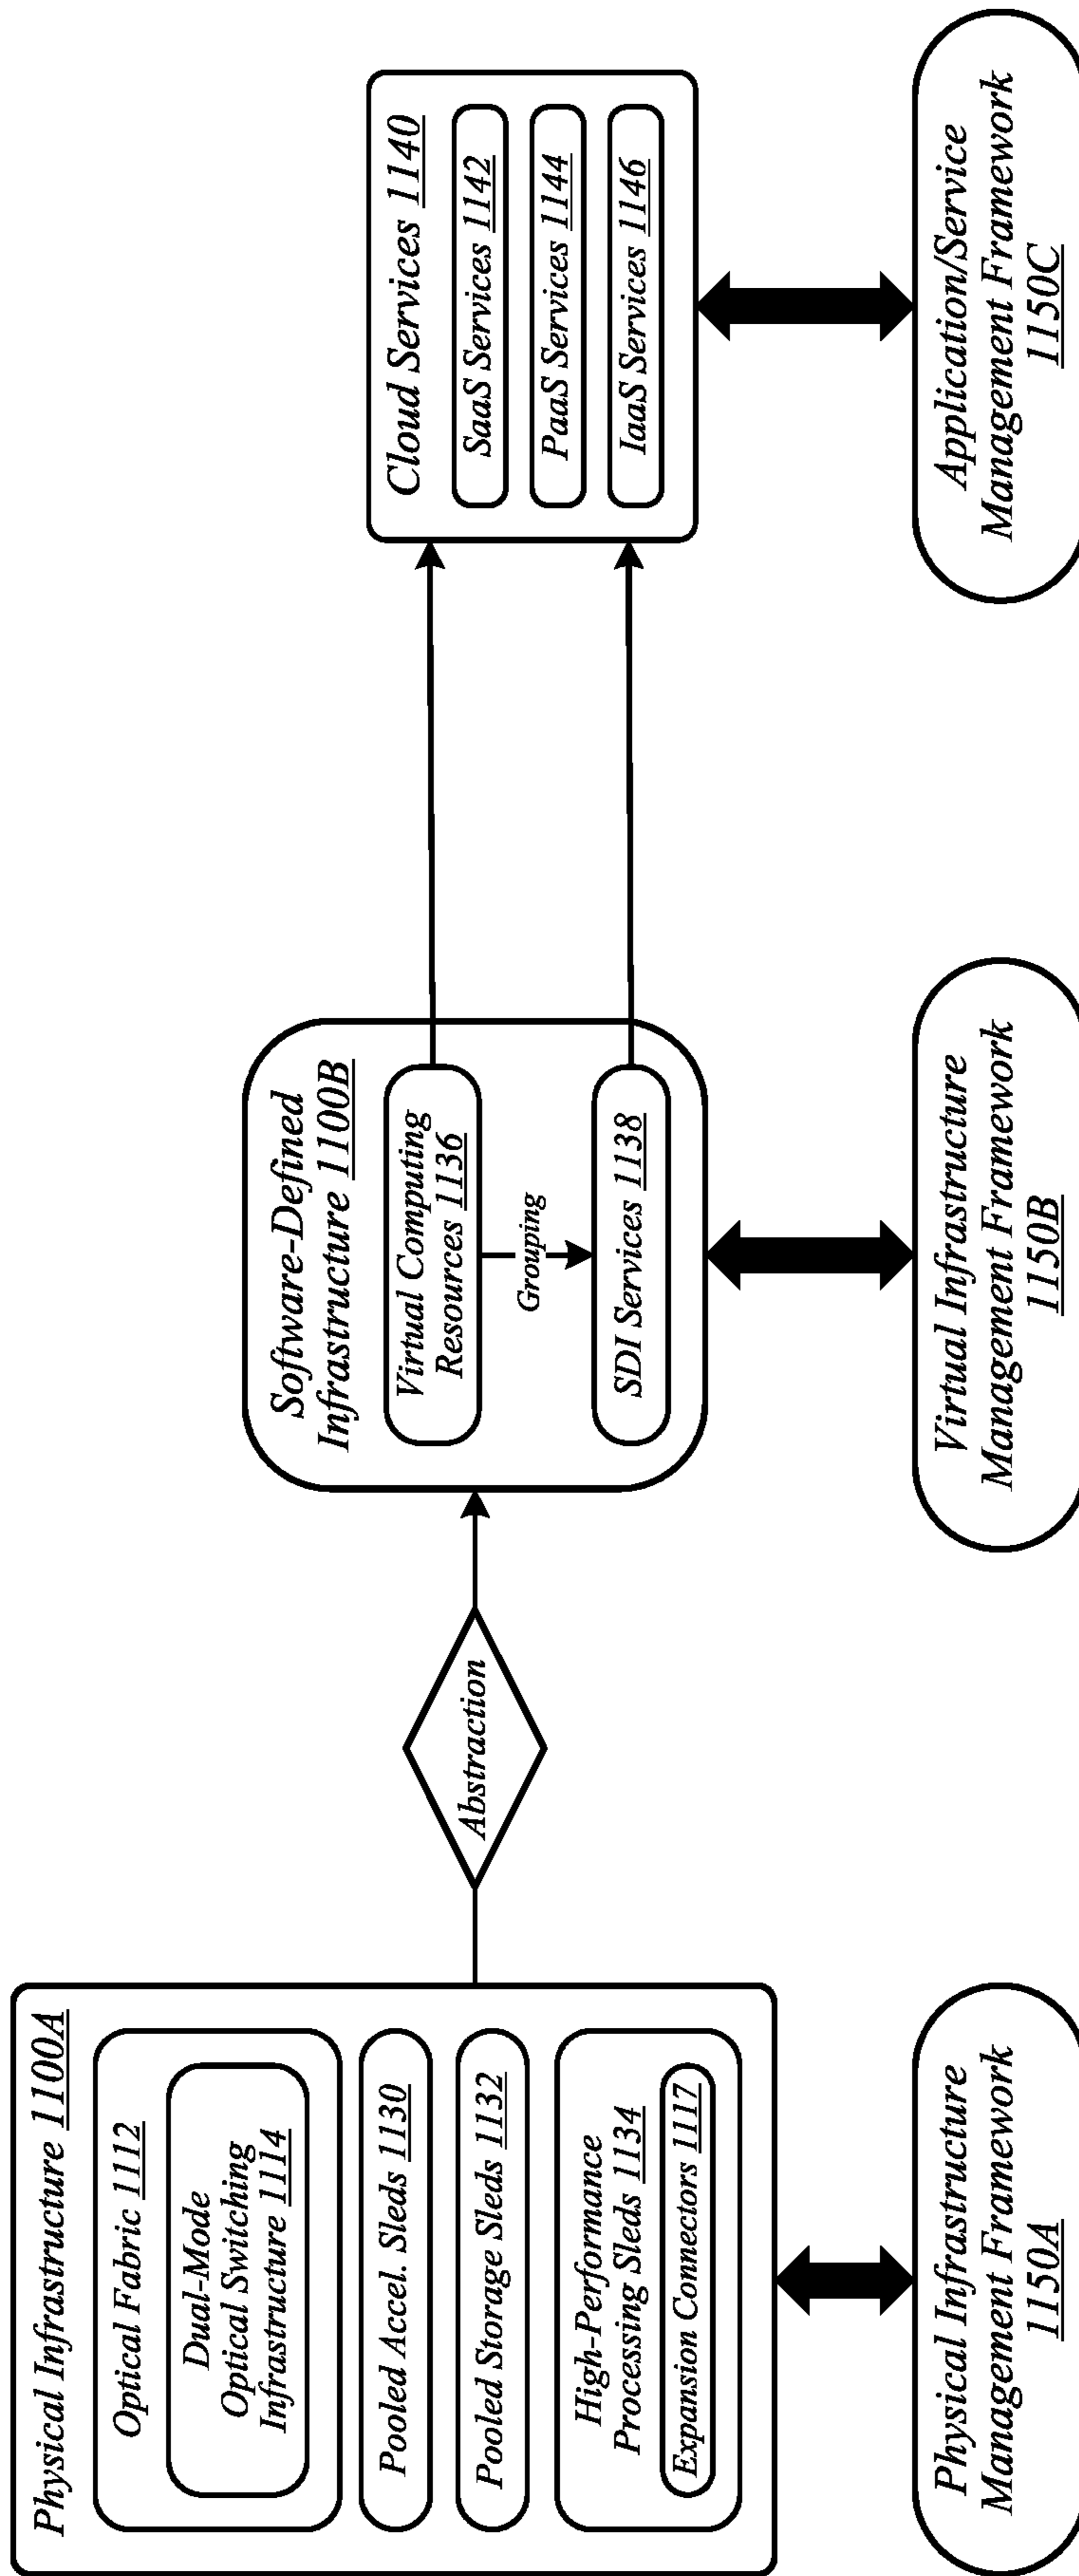 Physical Infrastructure 1100A
Optical Fabric 1112
Dual-Mode
Optical Switching
Infrastructure 1114
Pooled Accel. Sleds 1130
Pooled Storage Sleds 1132
High-Performance
Processing Sleds 1134
Expansion Connectors 1117
Abstraction
Software-Defined
Infrastructure 1100B
Virtual Computing
Resources 1136
Grouping
SDI Services 1138
Cloud Services 1140
SaaS Services 1142
PaaS Services 1144
IaaS Services 1146
Physical Infrastructure
Management Framework
1150A
Virtual Infrastructure
Management Framework
1150B
Application/Service
Management Framework
1150C